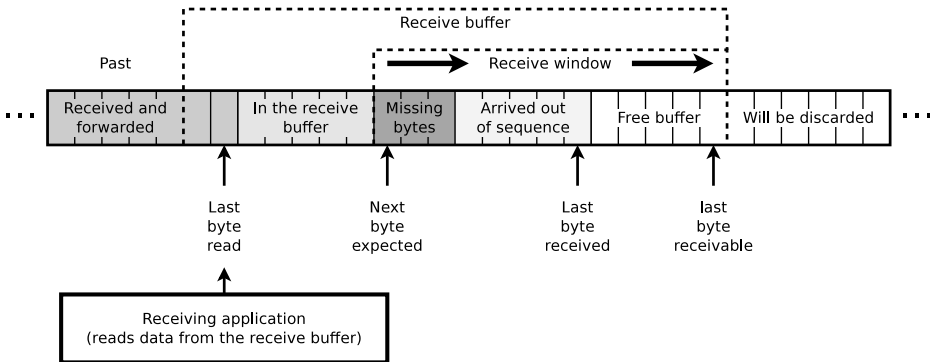 Receive buffer
Past
Receive window
Received and
forwarded
In the receive
buffer
Missing
bytes
Arrived out
of sequence
Free buffer
Will be discarded
Last
byte
read
Next
byte
expected
Last
byte
received
last
byte
receivable
Receiving application
(reads data from the receive buffer)